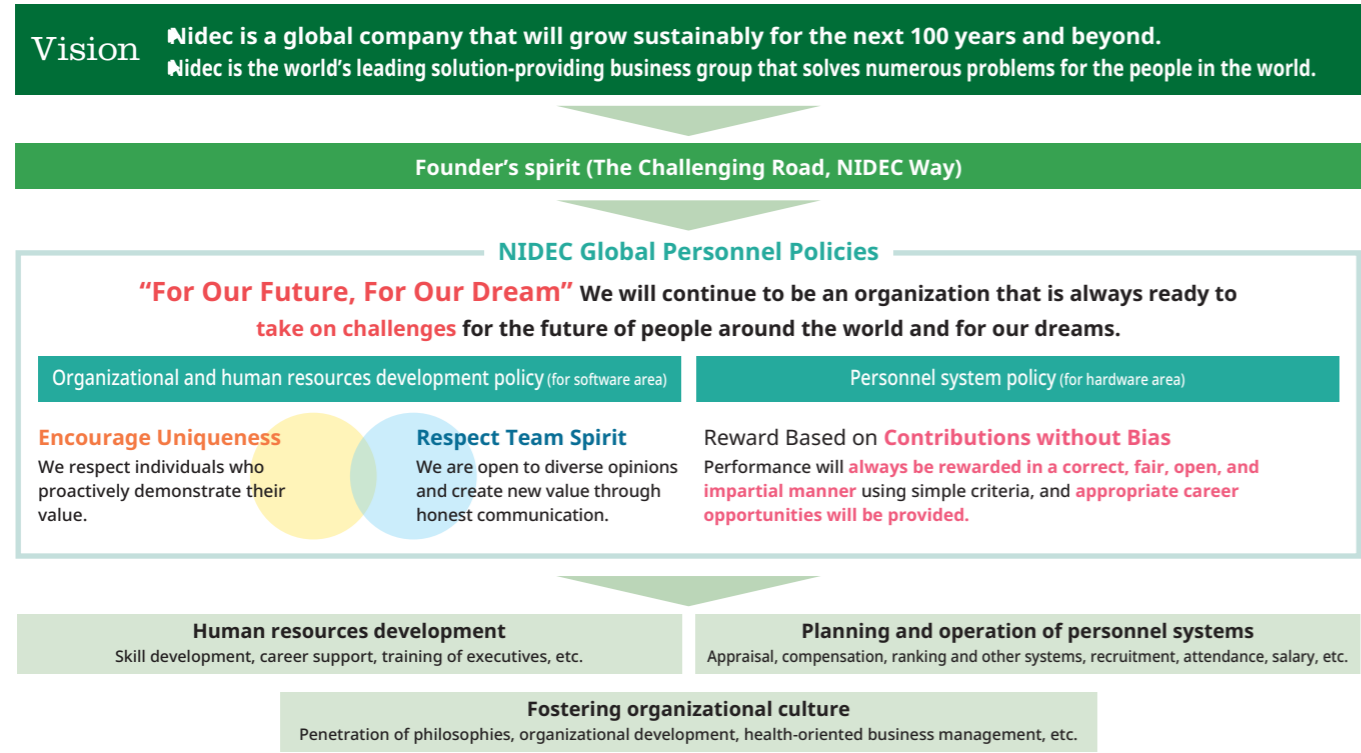 Vision
Nidec is a global company that will grow sustainably for the next 100 years and beyond.
Nidec is the world's leading solution-providing business group that solves numerous problems for the people in the world.
Founder's spirit (The Challenging Road, NIDEC Way)
NIDEC Global Personnel Policies
“For Our Future, For Our Dream” We will continue to be an organization that is always ready to
take on challenges for the future of people around the world and for our dreams.
Organizational and human resources development policy (for software area)
Encourage Uniqueness
We respect individuals who
proactively demonstrate their
value.
Respect Team Spirit
We are open to diverse opinions
and create new value through
honest communication.
Personnel system policy (for hardware area)
Reward Based on Contributions without Bias
Performance will always be rewarded in a correct, fair, open, and
impartial manner using simple criteria, and appropriate career
opportunities will be provided.
Human resources development
Skill development, career support, training of executives, etc.
Planning and operation of personnel systems
Appraisal, compensation, ranking and other systems, recruitment, attendance, salary, etc.
Fostering organizational culture
Penetration of philosophies, organizational development, health-oriented business management, etc.